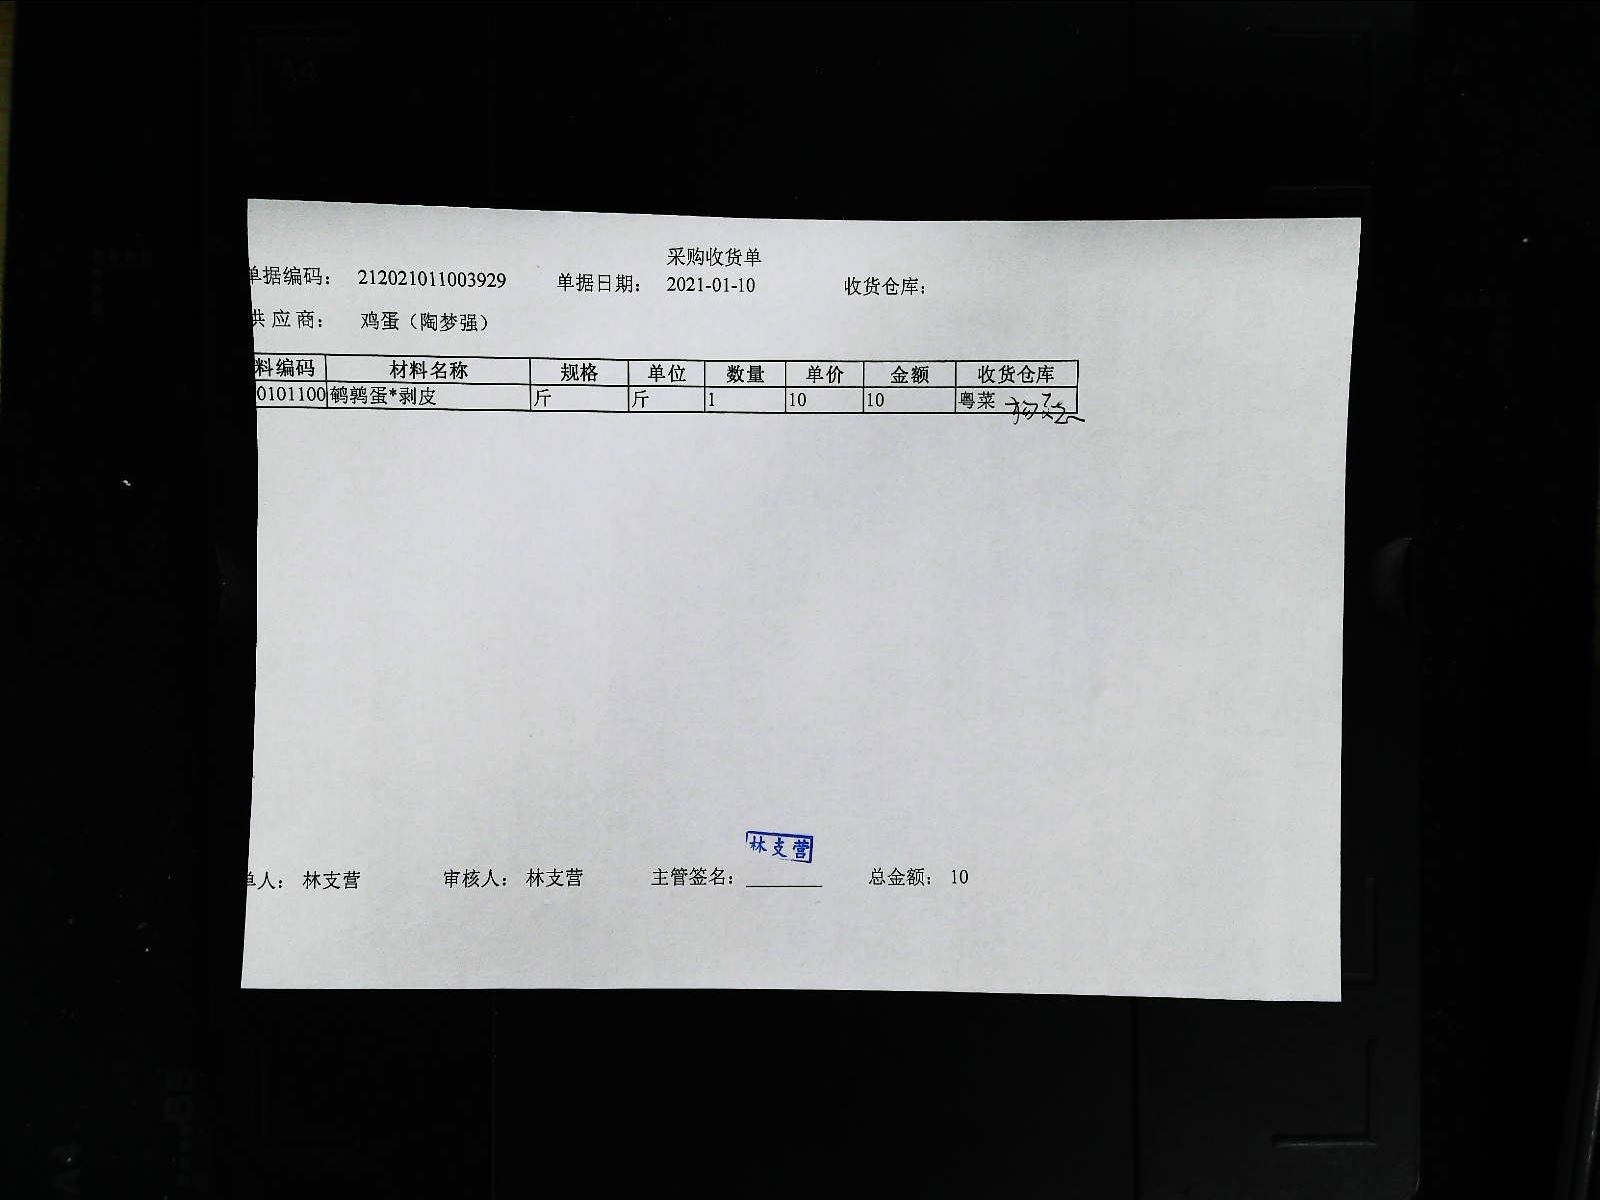 采购收货单
单据编码： 212021011003929 单据日期： 2021-01-10 收货仓库：
供 应 商： 鸡蛋（陶梦强）
料编码 材料名称 规格 单位 数量 单价 金额 收货仓库
0101100 鹌鹑蛋*剥皮 斤 斤 1 10 10 粤菜
林支营
单人： 林支营 审核人： 林支营 主管签名： 总金额： 10